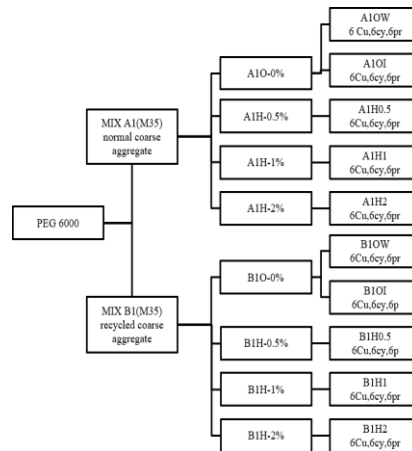 PEG 6000
MIX A1(M35)
normal coarse
aggregate
A1O-0%
A1OW
6 Cu,6cy,6pr
A1OI
6Cu,6cy,6pr
A1H-0.5%
A1H0.5
6Cu,6cy,6pr
A1H-1%
A1H1
6Cu,6cy,6pr
A1H-2%
A1H2
6Cu,6cy,6pr
MIX B1(M35)
recycled coarse
aggregate
B1O-0%
B1OW
6Cu,6cy,6pr
B1OI
6Cu,6cy,6p
B1H-0.5%
B1H0.5
6Cu,6cy,6pr
B1H-1%
B1H1
6Cu,6cy,6pr
B1H-2%
B1H2
6Cu,6cy,6pr